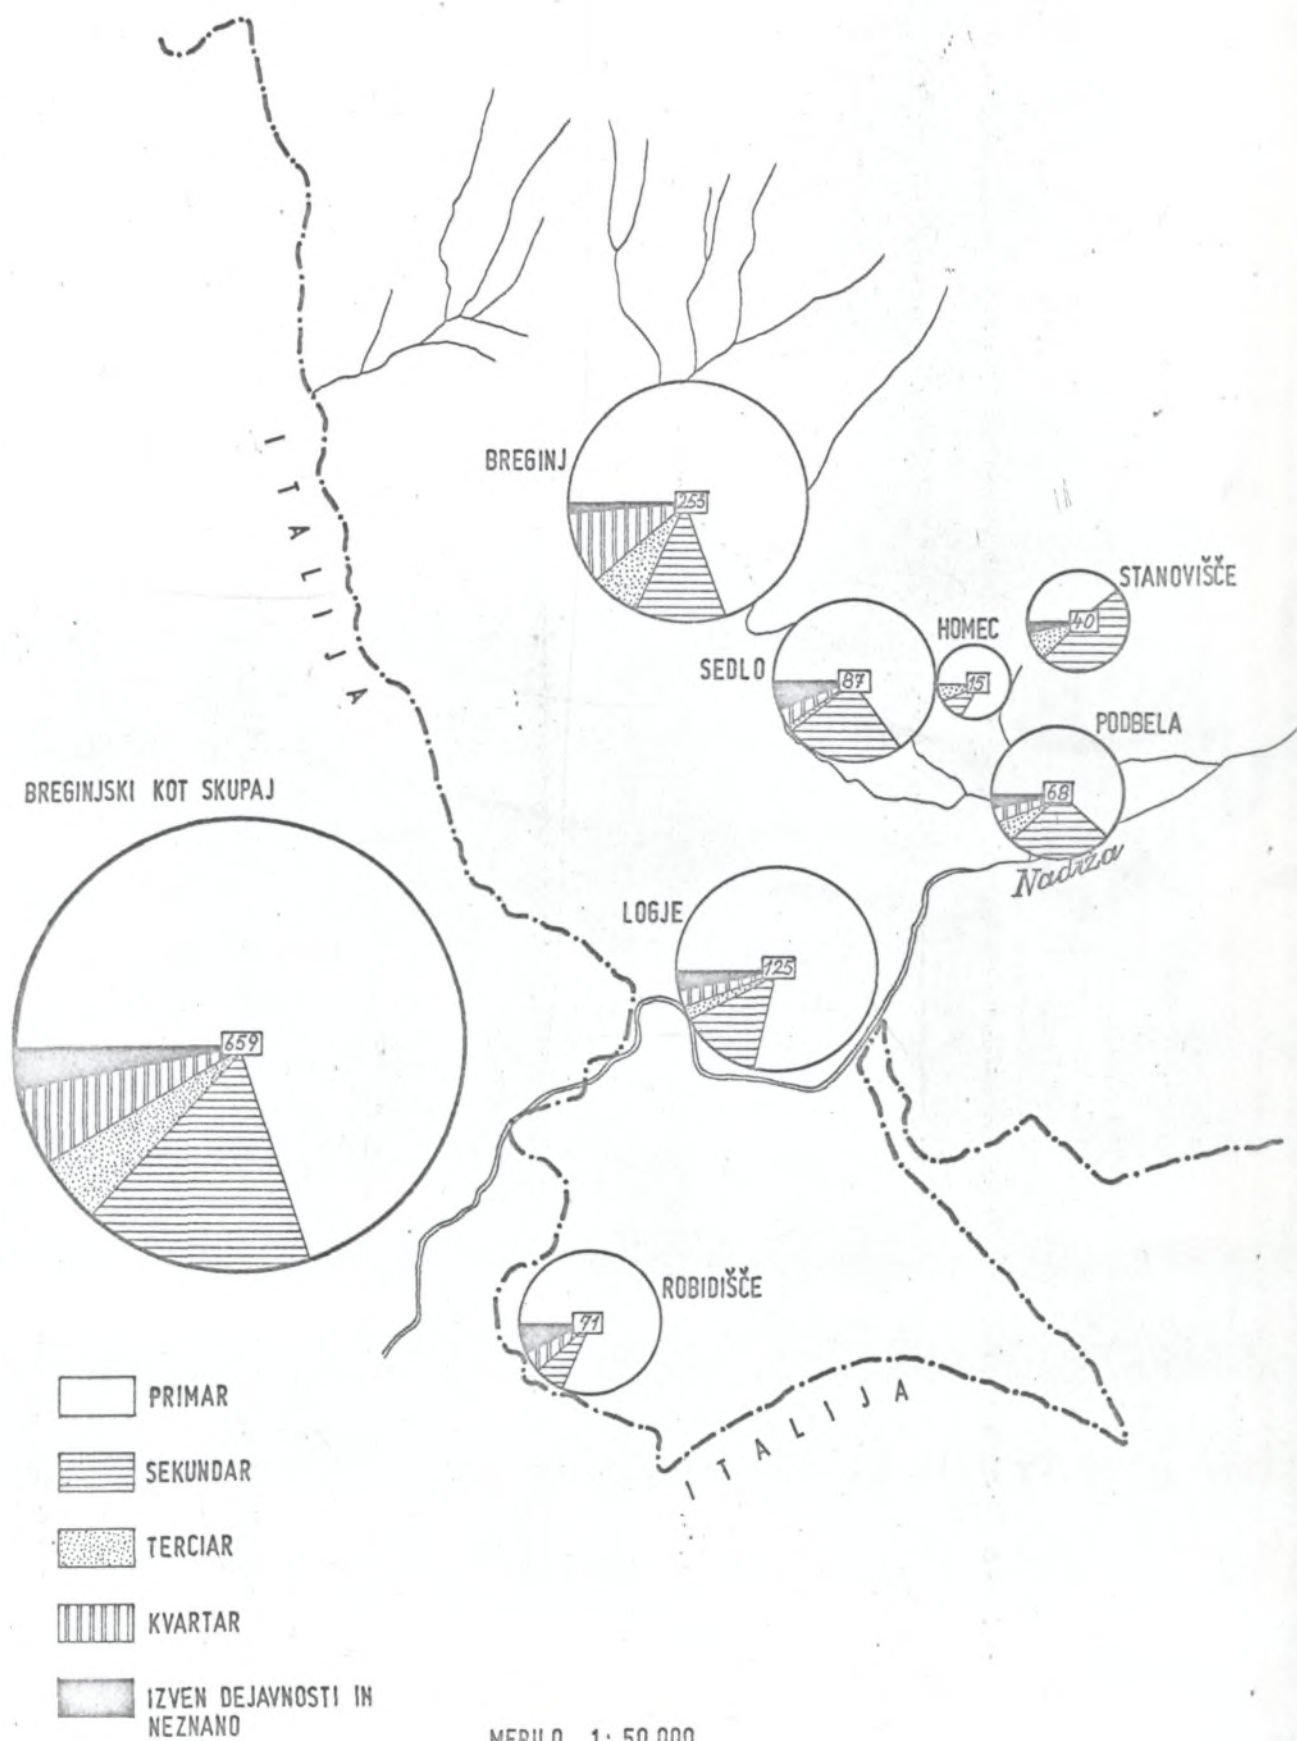 ITALIJA
BREGINJ
253
STANOVIŠČE
40
HOMEC
15
SEDLO
87
PODBELA
68
Nadiža
BREGINJSKI KOT SKUPAJ
659
LOGJE
125
ROBIDIŠČE
71
ITALIJA
PRIMAR
SEKUNDAR
TERCIAR
KVARTAR
IZVEN DEJAVNOSTI IN
NEZNANO
MERILO 1: 50.000